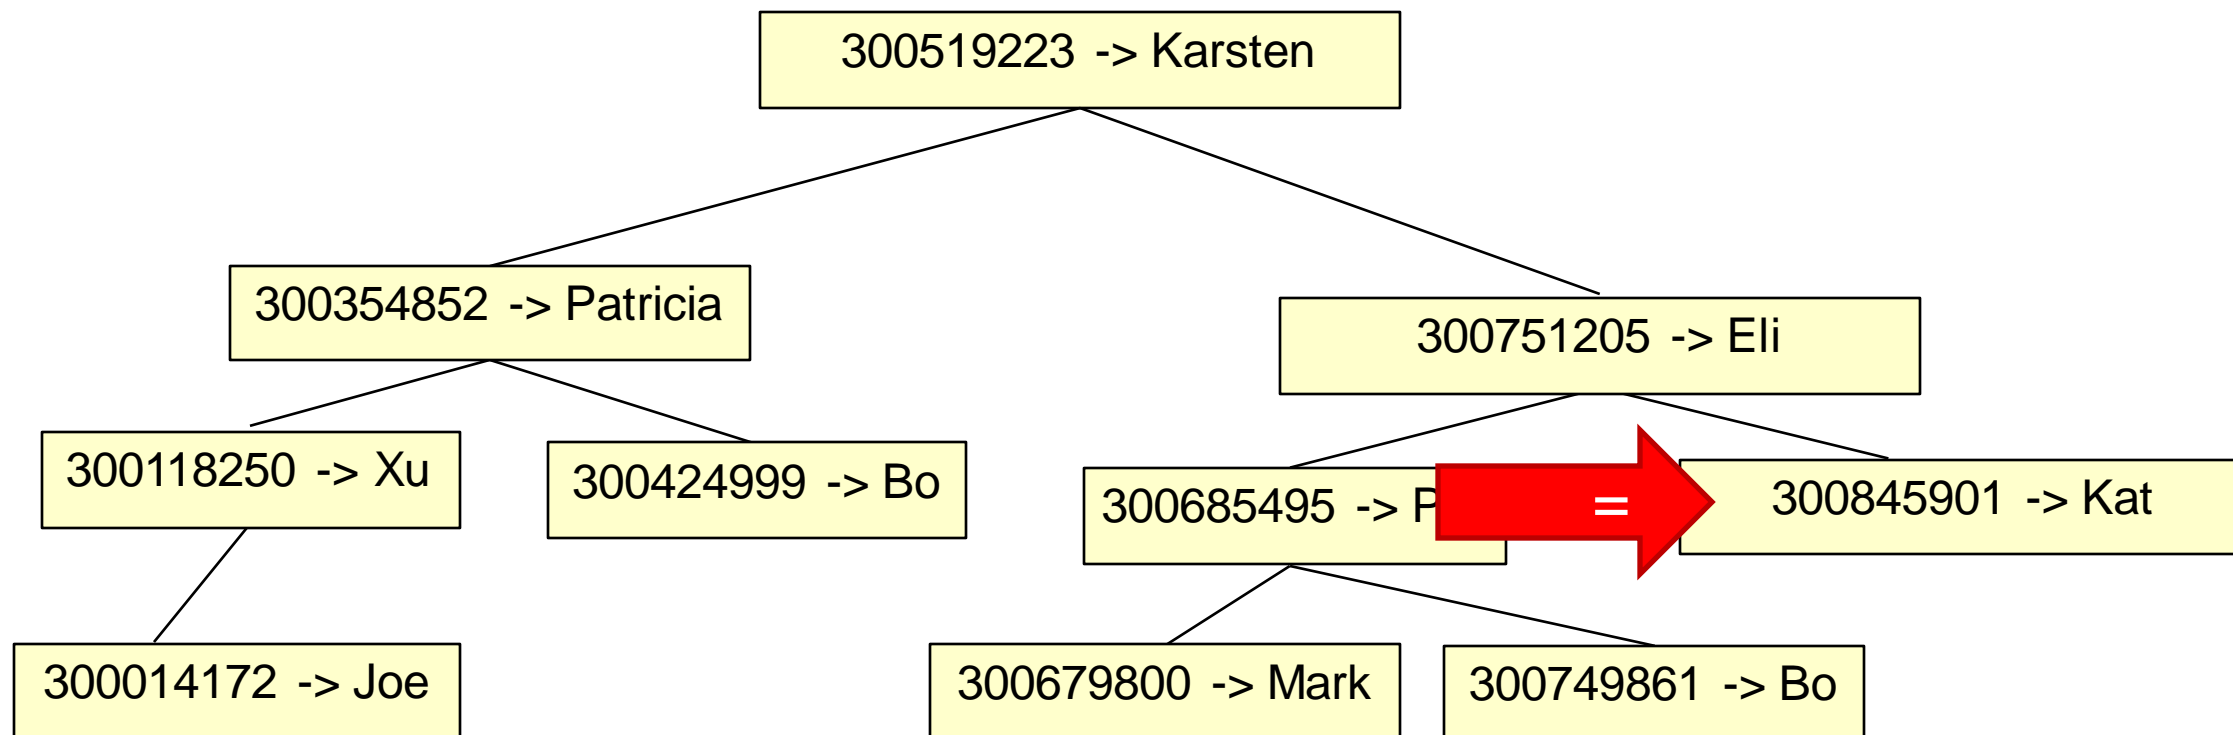 300519223 -> Karsten
300354852 -> Patricia
300751205 -> Eli
300118250 -> Xu
300424999 -> Bo
300685495 -> P
=
300845901 -> Kat
300014172 -> Joe
300679800 -> Mark
300749861 -> Bo